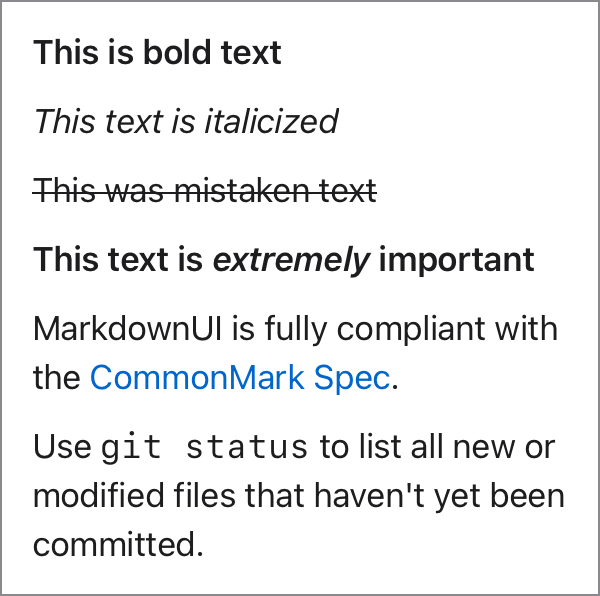 This is bold text
This text is italicized
This was mistaken text
This text is extremely important
MarkdownUI is fully compliant with
the CommonMark Spec.
Use git status to list all new or
modified files that haven't yet been
committed.